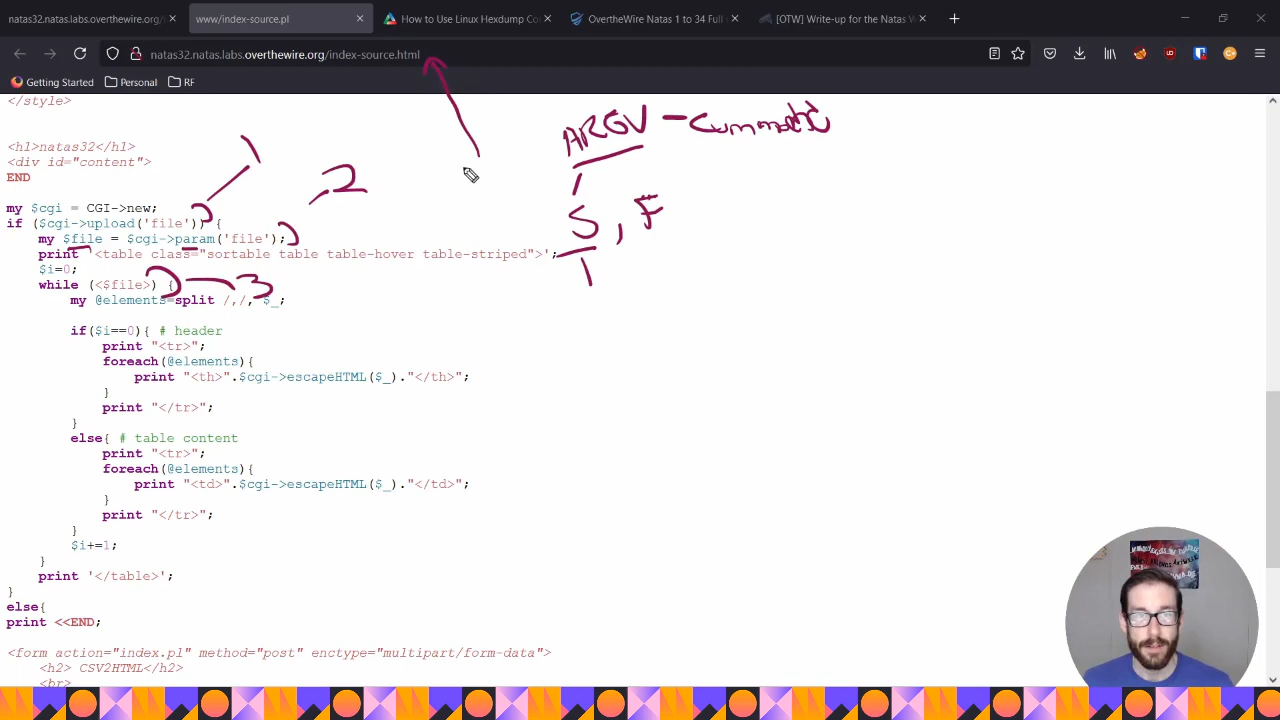 natas32.natas.labs.overthewire.org/
www/index-source.pl
How to Use Linux Hexdump Co
OvertheWire Natas 1 to 34 Full
[OTW] Write-up for the Natas W
natas32.natas.labs.overthewire.org/index-source.html
Getting Started
Personal
RF
</style>
ARGV -
<h1>natas32</h1>
<div id="content">
END
1
,2
S, F
my $cgi = CGI->new;
if ($cgi->upload('file')) {
my $file = $cgi->param('file');
print '<table class="sortable table table-hover table-striped">';
$i=0;
while (<$file>) {
3
my @elements=split /,/, $_;
if($i==0){ # header
print "<tr>";
foreach(@elements){
print "<th>".$cgi->escapeHTML($_)."</th>";
}
print "</tr>";
}
else{ # table content
print "<tr>";
foreach(@elements){
print "<td>".$cgi->escapeHTML($_)."</td>";
}
print "</tr>";
}
$i+=1;
}
print '</table>';
}
else{
print <<END;
<form action="index.pl" method="post" enctype="multipart/form-data">
<h2> CSV2HTML</h2>
<br>